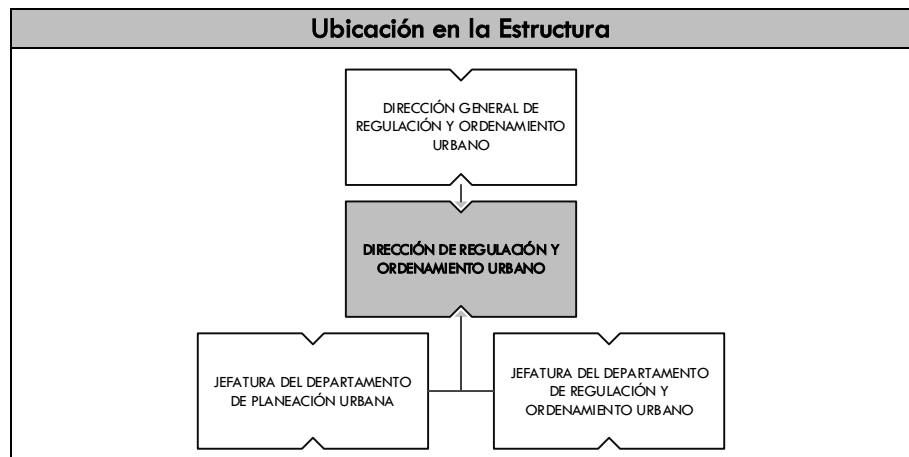 Ubicación en la Estructura
DIRECCIÓN GENERAL DE
REGULACIÓN Y ORDENAMIENTO
URBANO
DIRECCIÓN DE REGULACIÓN Y
ORDENAMIENTO URBANO
JEFATURA DEL DEPARTAMENTO
DE PLANEACIÓN URBANA
JEFATURA DEL DEPARTAMENTO
DE REGULACIÓN Y
ORDENAMIENTO URBANO